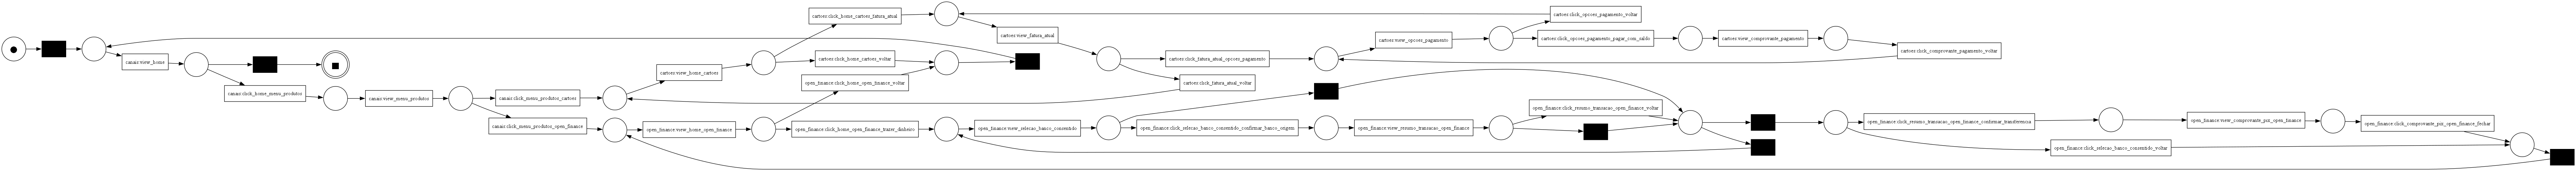 cartoes:click_home_cartoes_fatura_atual
cartoes:click_opcoes_pagamento_voltar
cartoes:view_fatura_atual
cartoes:view_opcoes_pagamento
cartoes:click_opcoes_pagamento_pagar_com_saldo
cartoes:view_comprovante_pagamento
cartoes:click_comprovante_pagamento_voltar
canais:view_home
cartoes:click_home_cartoes_voltar
cartoes:click_fatura_atual_opcoes_pagamento
cartoes:view_home_cartoes
open_finance:click_home_open_finance_voltar
cartoes:click_fatura_atual_voltar
canais:click_home_menu_produtos
canais:view_menu_produtos
canais:click_menu_produtos_cartoes
open_finance:click_resumo_transacao_open_finance_voltar
canais:click_menu_produtos_open_finance
open_finance:view_home_open_finance
open_finance:click_home_open_finance_trazer_dinheiro
open_finance:view_selecao_banco_consentido
open_finance:click_selecao_banco_consentido_confirmar_banco_origem
open_finance:view_resumo_transacao_open_finance
open_finance:click_resumo_transacao_open_finance_confirmar_transferencia
open_finance:view_comprovante_pix_open_finance
open_finance:click_comprovante_pix_open_finance_fechar
open_finance:click_selecao_banco_consentido_voltar